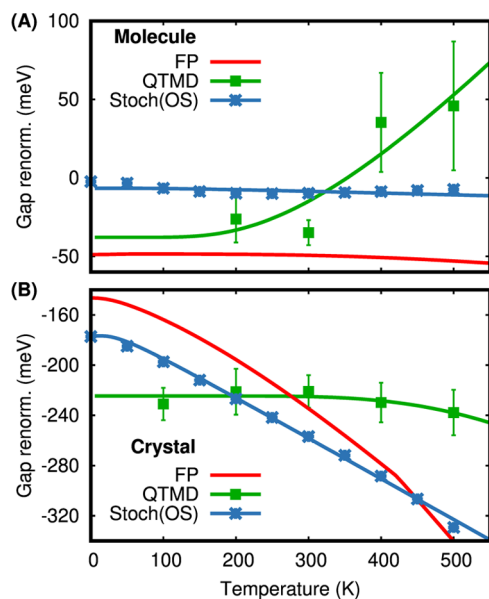 (A)
100
Molecule
FP
QTMD
Stoch(OS)
50
0
-50
Gap renorm. (meV)
(B)
-160
-200
-240
-280
-320
Gap renorm. (meV)
Crystal
FP
QTMD
Stoch(OS)
0 100 200 300 400 500
Temperature (K)